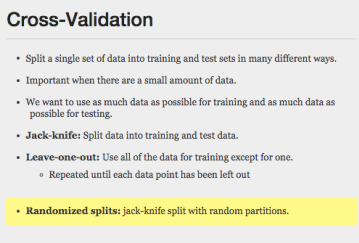 Cross-Validation
• Split a single set of data into training and test sets in many different ways.
• Important when there are a small amount of data.
• We want to use as much data as possible for training and as much data as
possible for testing.
• Jack-knife: Split data into training and test data.
• Leave-one-out: Use all of the data for training except for one.
◦ Repeated until each data point has been left out
• Randomized splits: jack-knife split with random partitions.